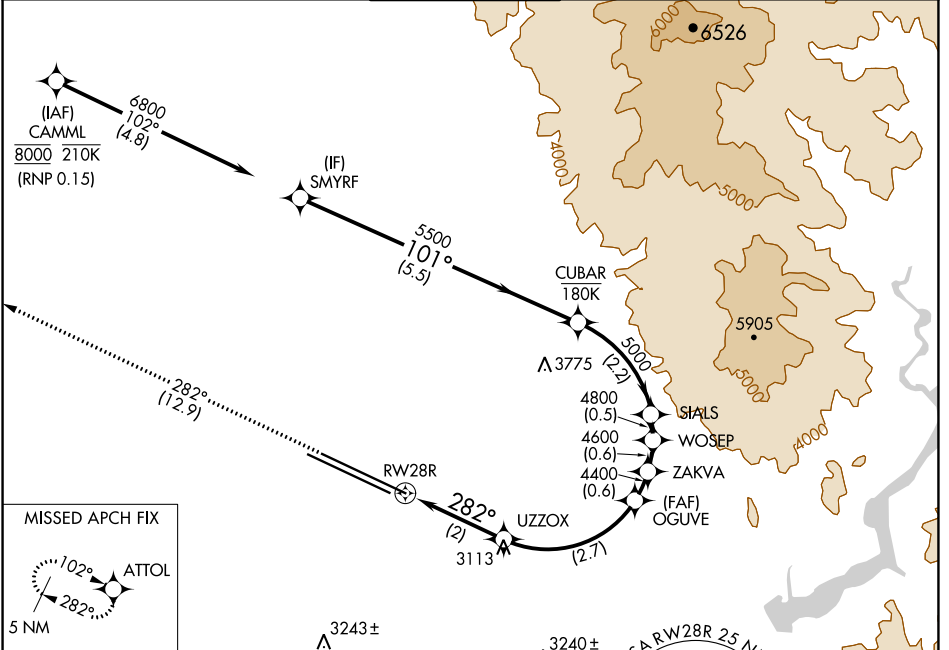 6000
6526
(IAF)
CAMML
8000 210K
(RNP 0.15)
6800
102°
(4.8)
(IF)
SMYRF
4000
5000
5500
101°
(5.5)
CUBAR
180K
5905
5000
4000
3775
5000
(2.2)
4800
(0.5)
SIALS
4600
(0.6)
WOSEP
4400
(0.6)
ZAKVA
(FAF)
OGUVE
282°
(12.9)
RW28R
282°
(2)
UZZOX
3113
(2.7)
MISSED APCH FIX
102°
ATTOL
282°
5 NM
3243±
3240±
RW28R 25